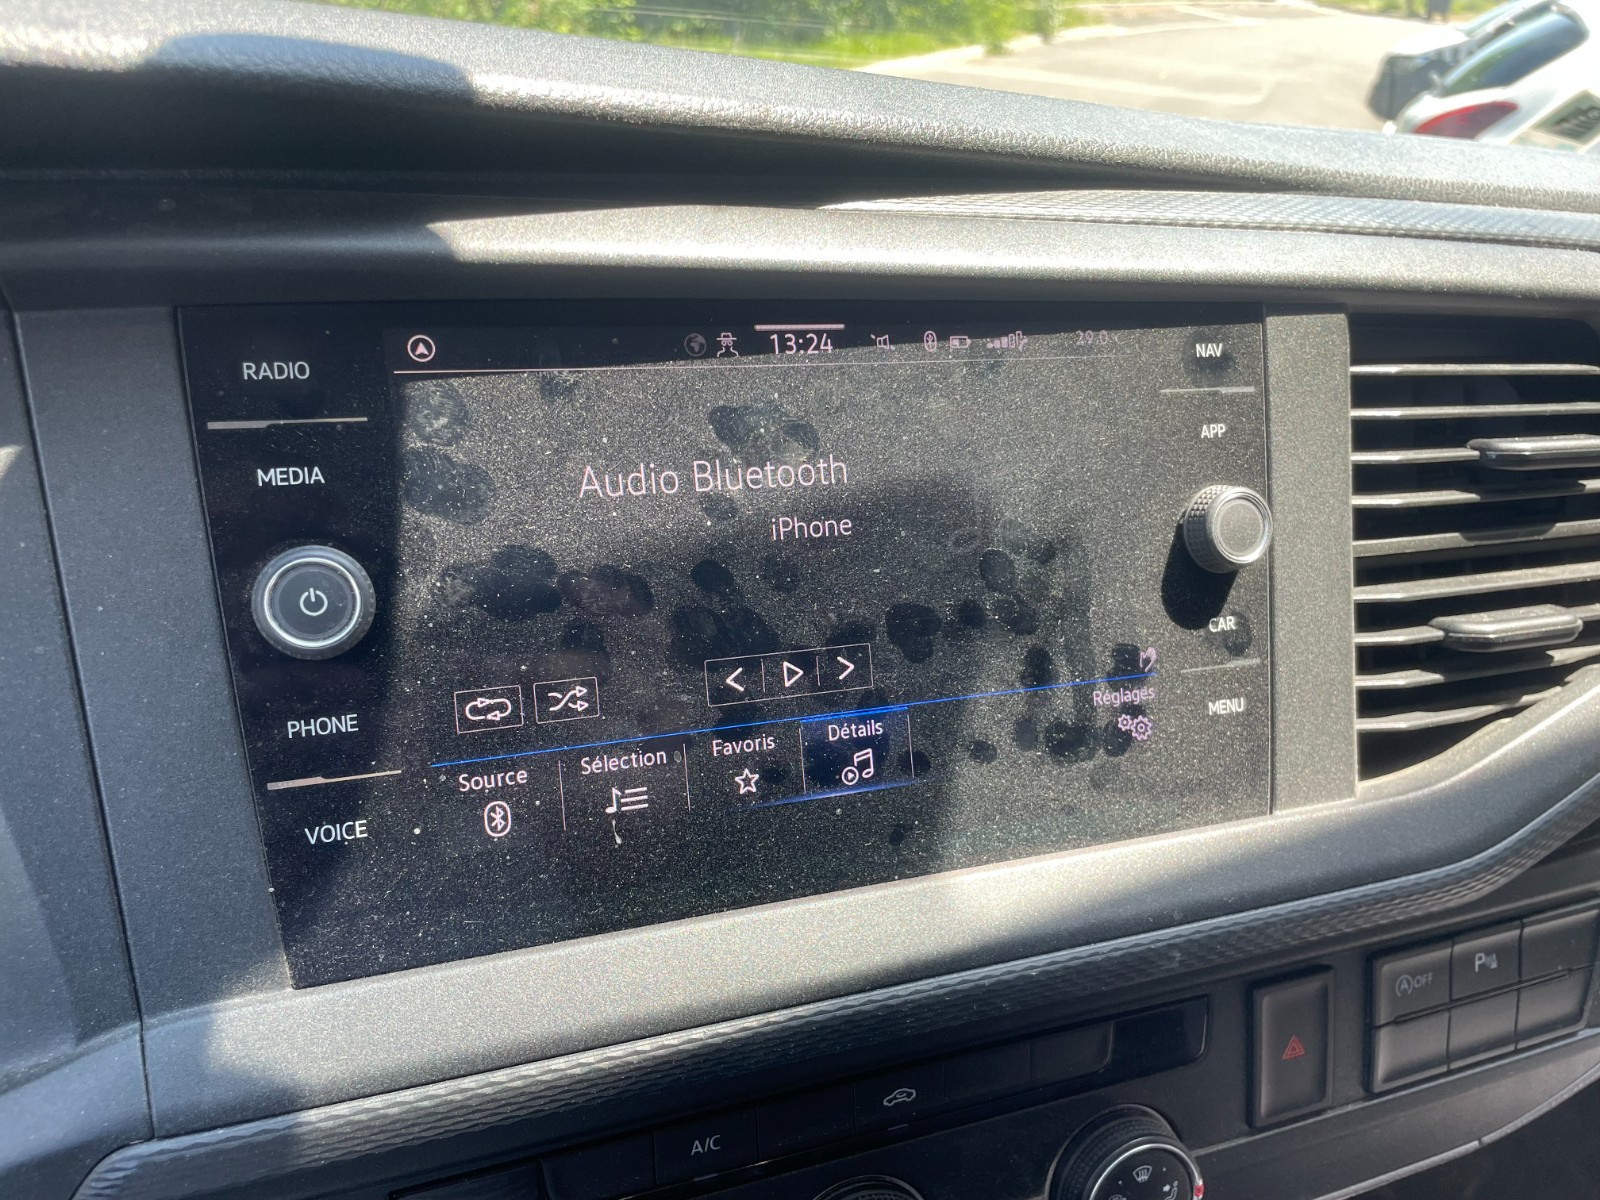 RADIO
MEDIA
PHONE
VOICE
13:24
29.0
Audio Bluetooth
iPhone
Source
Sélection
Favoris
Détails
Réglages
NAV
APP
CAR
MENU
A/C
A OFF
P